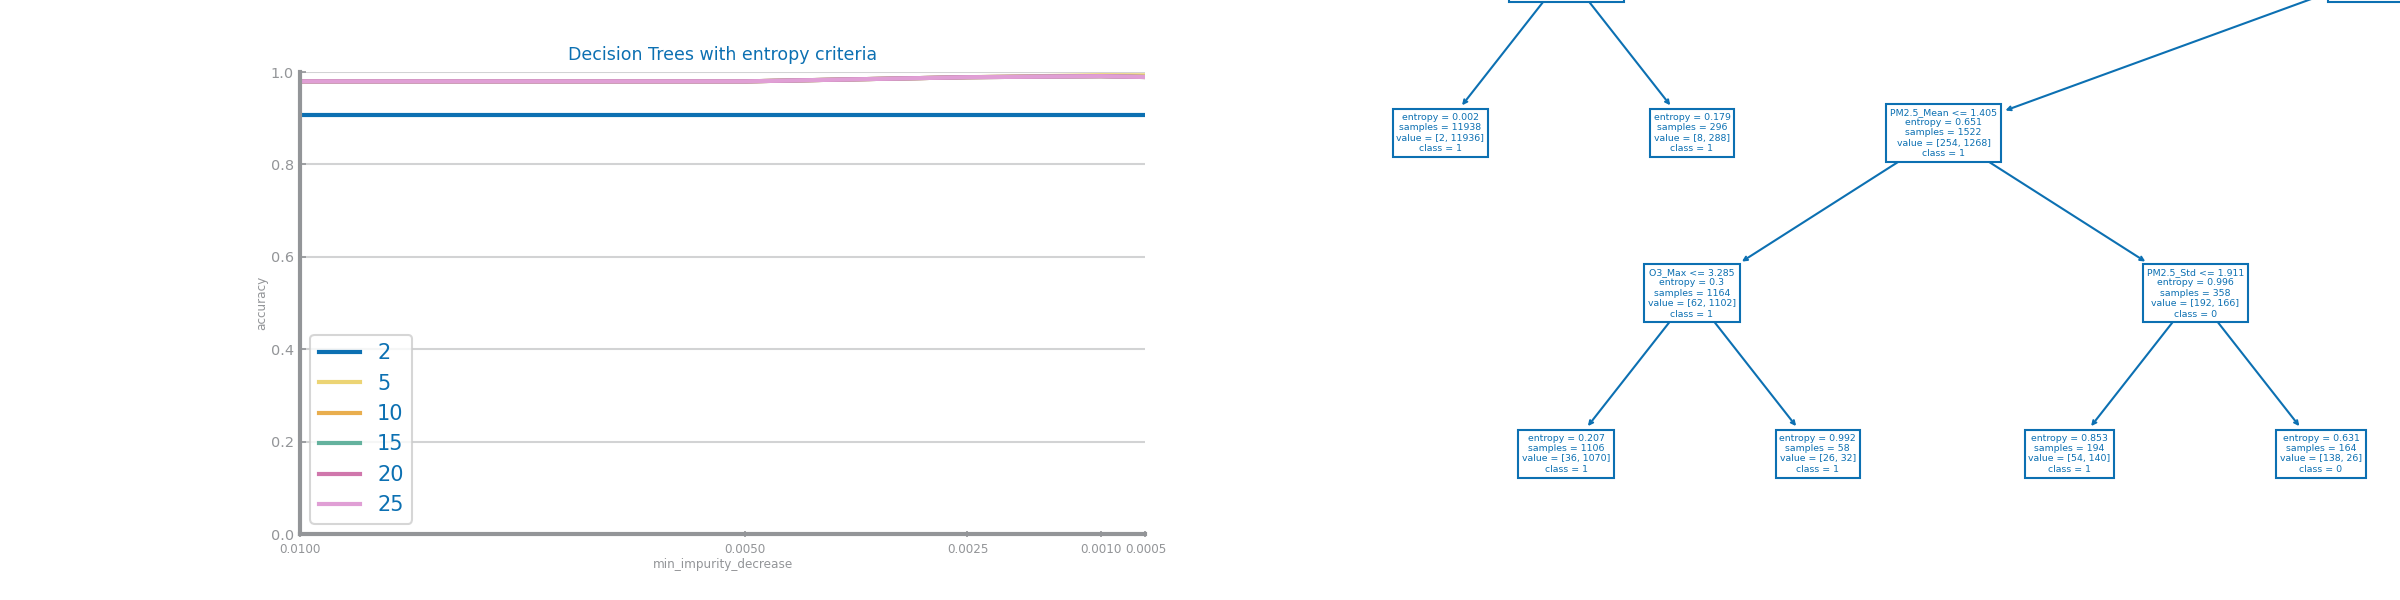 Decision Trees with entropy criteria
1.0
0.8
0.6
0.4
0.2
0.0
accuracy
2
5
10
15
20
25
0.0100
0.0050
0.0025
0.0010
0.0005
min_impurity_decrease
entropy = 0.002
samples = 11938
value = [2, 11936]
class = 1
entropy = 0.179
samples = 296
value = [8, 288]
class = 1
PM2.5_Mean <= 1.405
entropy = 0.651
samples = 1522
value = [254, 1268]
class = 1
O3_Max <= 3.285
entropy = 0.3
samples = 1164
value = [62, 1102]
class = 1
PM2.5_Std <= 1.911
entropy = 0.996
samples = 358
value = [192, 166]
class = 0
entropy = 0.207
samples = 1106
value = [36, 1070]
class = 1
entropy = 0.992
samples = 58
value = [26, 32]
class = 1
entropy = 0.853
samples = 194
value = [54, 140]
class = 1
entropy = 0.631
samples = 164
value = [138, 26]
class = 0